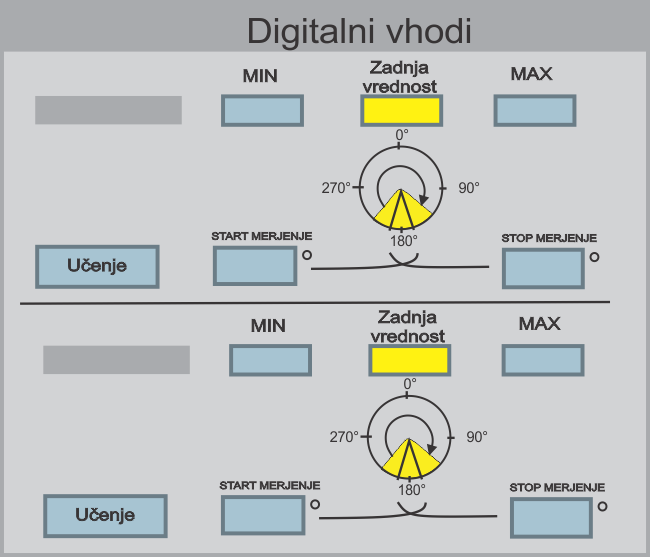 Digitalni vhodi
MIN
Zadnja
vrednost
MAX
0°
270°
90°
180°
START MERJENJE
STOP MERJENJE
Učenje
MIN
Zadnja
vrednost
MAX
0°
270°
90°
180°
START MERJENJE
STOP MERJENJE
Učenje